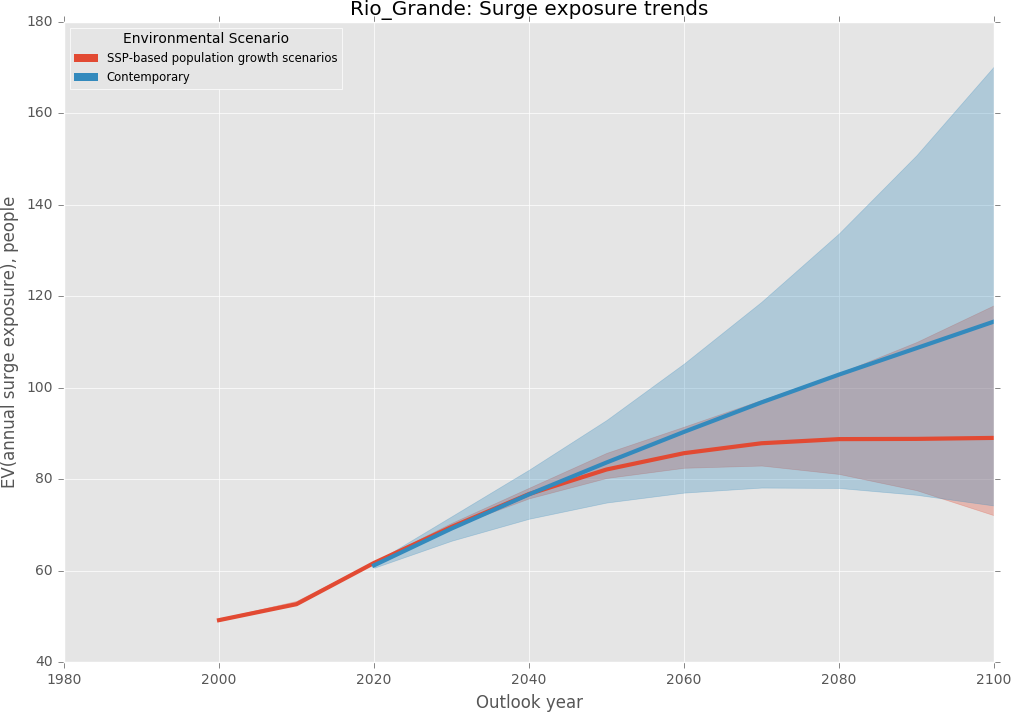 Rio_Grande: Surge exposure trends
Environmental Scenario
SSP-based population growth scenarios
Contemporary
EV(annual surge exposure), people
180
160
140
120
100
80
60
40
1980 2000 2020 2040 2060 2080 2100
Outlook year